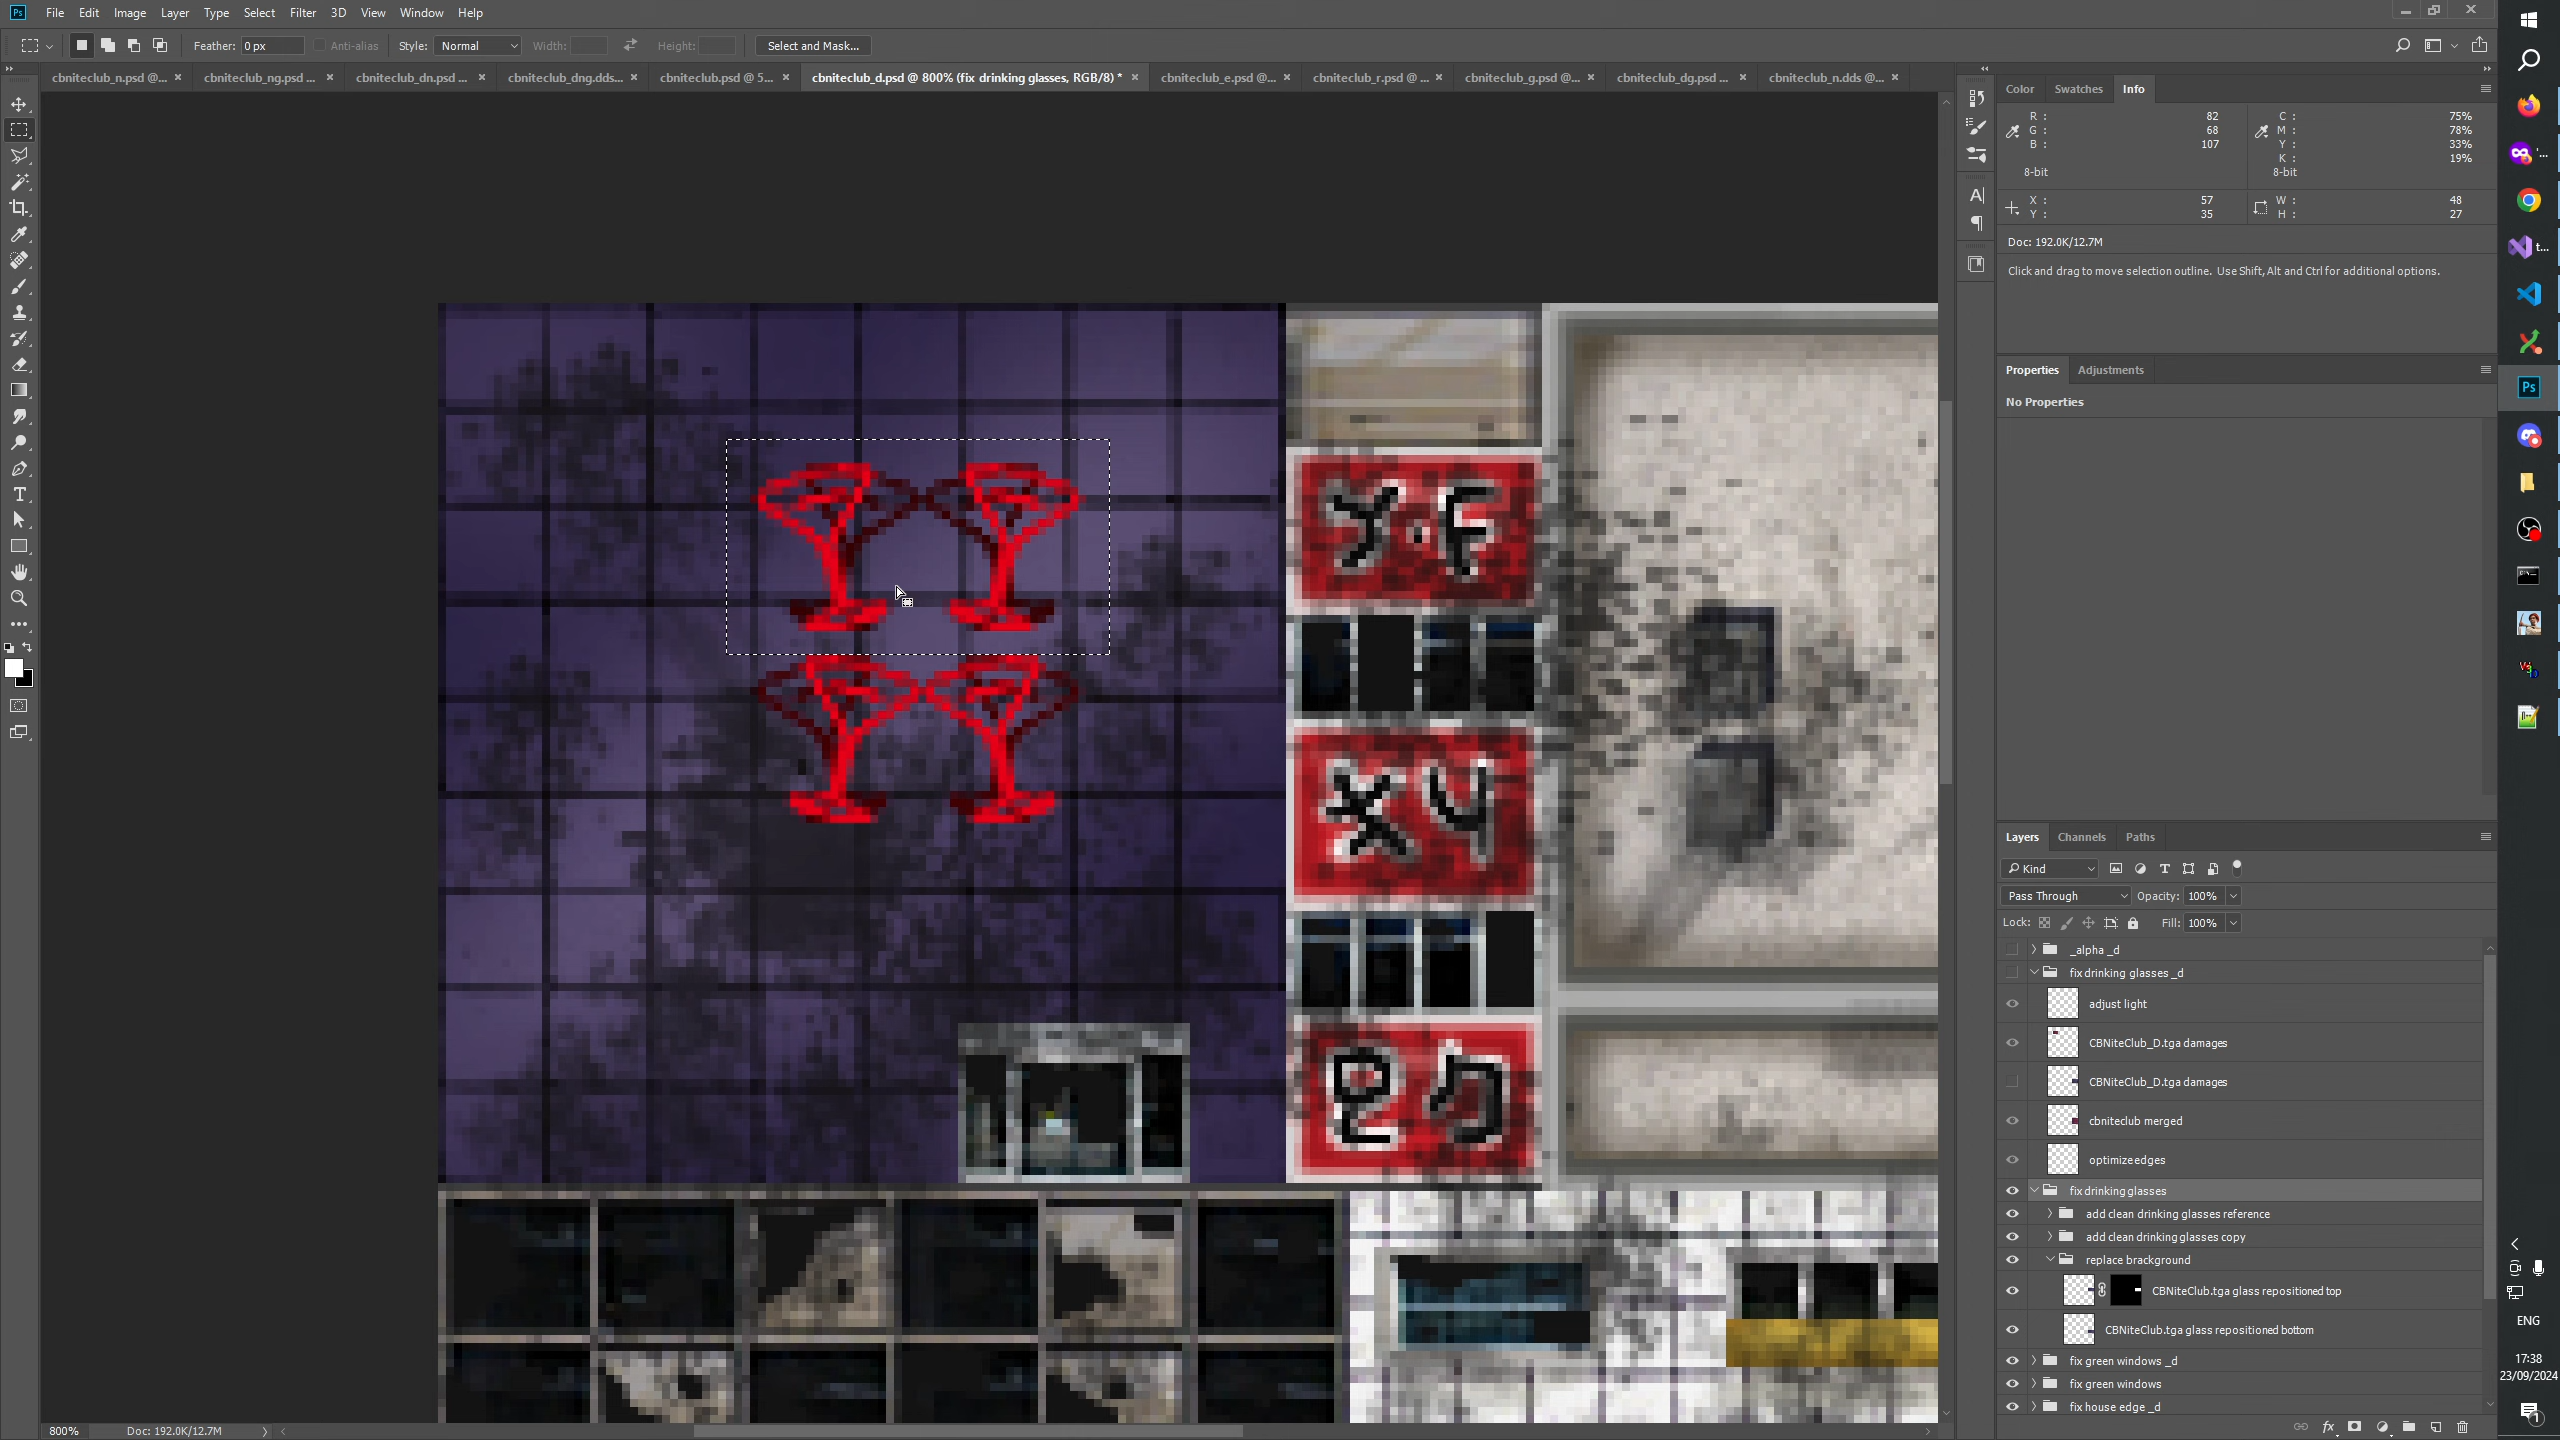 Ps File Edit Image Layer Type Select Filter 3D View Window Help
Feather: 0 px Anti-alias Style: Normal Width: Height: Select and Mask...
cbniteclub_n.psd @... × cbniteclub_ng.psd ... × cbniteclub_dn.psd ... × cbniteclub_dng.dds... × cbniteclub.psd @ 5... × cbniteclub_d.psd @ 800% (fix drinking glasses, RGB/8) * × cbniteclub_e.psd @... × cbniteclub_r.psd @ ... × cbniteclub_g.psd @... × cbniteclub_dg.psd ... × cbniteclub_n.dds @... ×
Color Swatches Info
R : 82 C : 75%
G : 68 M : 78%
B : 107 Y : 33%
K : 19%
8-bit 8-bit
X : 57 W : 48
Y : 35 H : 27
Doc: 192.0K/12.7M
Click and drag to move selection outline. Use Shift, Alt and Ctrl for additional options.
Properties Adjustments
No Properties
Layers Channels Paths
Kind
Pass Through Opacity: 100%
Lock: Fill: 100%
_alpha _d
fix drinking glasses _d
adjust light
CBNiteClub_D.tga damages
CBNiteClub_D.tga damages
cbniteclub merged
optimize edges
fix drinking glasses
add clean drinking glasses reference
add clean drinking glasses copy
replace brackground
CBNiteClub.tga glass repositioned top
CBNiteClub.tga glass repositioned bottom
fix green windows _d
fix green windows
fix house edge _d
800% Doc: 192.0K/12.7M
ENG
17:38
23/09/2024